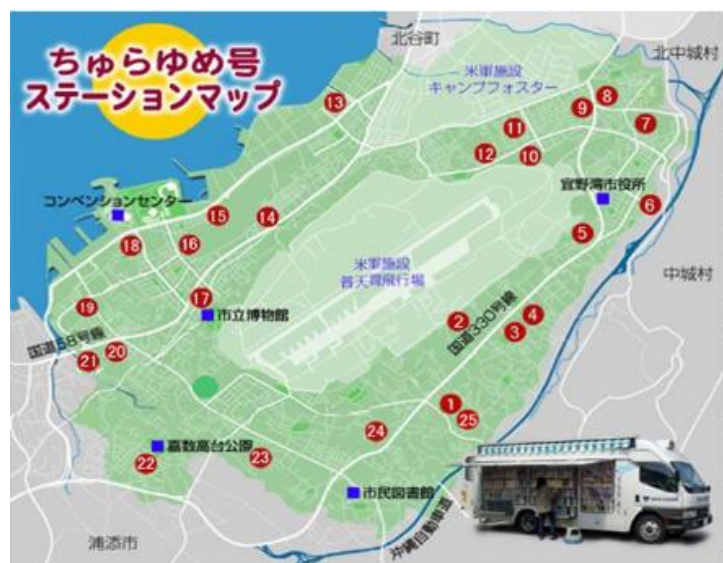 ちゅらゆめ号
ステーションマップ
北谷町
北中城村
米軍施設
キャンプフォスター
13
9
8
11
7
12
10
宜野湾市役所
コンベンションセンター
6
15
14
5
18
16
中城村
米軍施設
普天間飛行場
19
17
市立博物館
2
4
3
国道330号線
国道58号線
21
20
1
25
24
嘉数高台公園
22
23
市民図書館
沖縄自動車道
浦添市